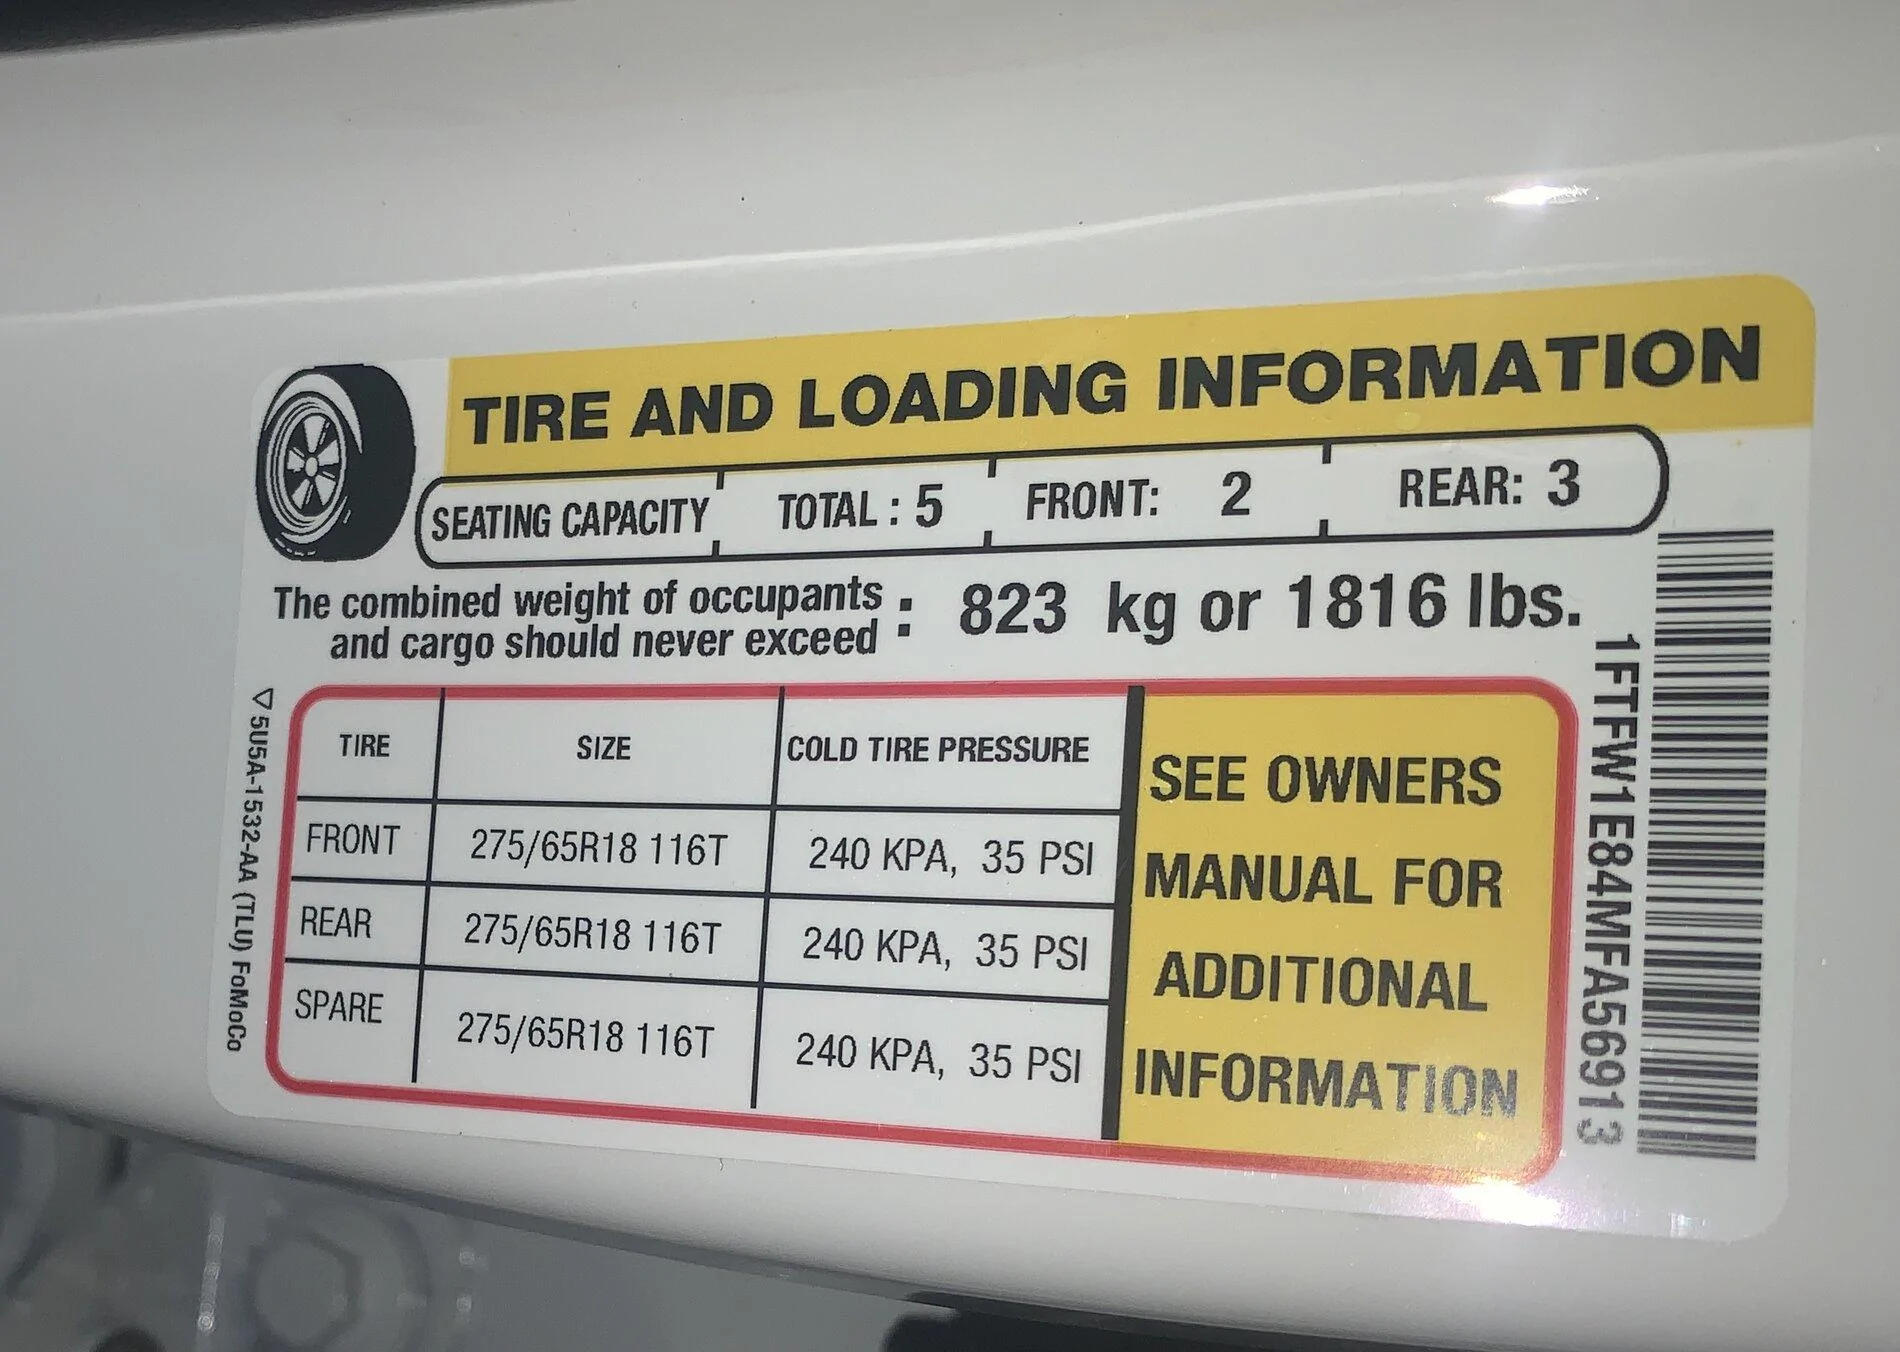 TIRE AND LOADING INFORMATION
SEATING CAPACITY TOTAL : 5 FRONT: 2 REAR: 3
The combined weight of occupants
and cargo should never exceed : 823 kg or 1816 lbs.
TIRE SIZE COLD TIRE PRESSURE
FRONT 275/65R18 116T 240 KPA, 35 PSI
REAR 275/65R18 116T 240 KPA, 35 PSI
SPARE 275/65R18 116T 240 KPA, 35 PSI
SEE OWNERS
MANUAL FOR
ADDITIONAL
INFORMATION
5U5A-1532-AA (TLU) FoMoCo
1FTFW1E84MFA56913